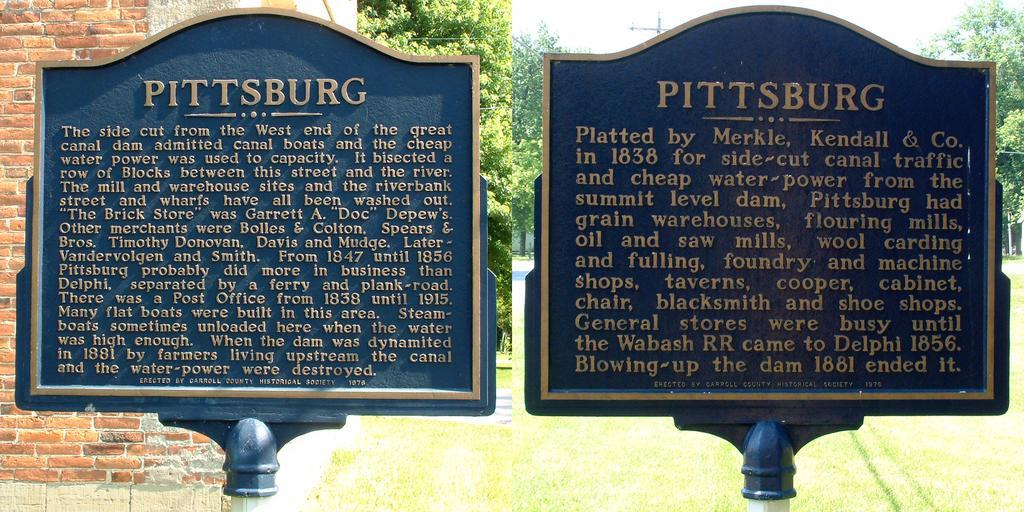 PITTSBURG
The side cut from the West end of the great
canal dam admitted canal boats and the cheap
water power was used to capacity. It bisected a
row of Blocks between this street and the river.
The mill and warehouse sites and the riverbank
street and wharfs have all been washed out.
"The Brick Store" was Garrett A. "Doc" Depew's.
Other merchants were Bolles & Colton, Spears &
Bros. Timothy Donovan, Davis and Mudge. Later-
Vandervolgen and Smith. From 1847 until 1856
Pittsburg probably did more in business than
Delphi, separated by a ferry and plank-road.
There was a Post Office from 1838 until 1915.
Many flat boats were built in this area. Steam-
boats sometimes unloaded here when the water
was high enough. When the dam was dynamited
in 1881 by farmers living upstream the canal
and the water-power were destroyed.
ERECTED BY CARROLL COUNTY HISTORICAL SOCIETY 1976
PITTSBURG
Platted by Merkle, Kendall & Co.
in 1838 for side-cut canal traffic
and cheap water-power from the
summit level dam, Pittsburg had
grain warehouses, flouring mills,
oil and saw mills, wool carding
and fulling, foundry and machine
shops, taverns, cooper, cabinet,
chair, blacksmith and shoe shops.
General stores were busy until
the Wabash RR came to Delphi 1856.
Blowing-up the dam 1881 ended it.
ERECTED BY CARROLL COUNTY HISTORICAL SOCIETY 1976